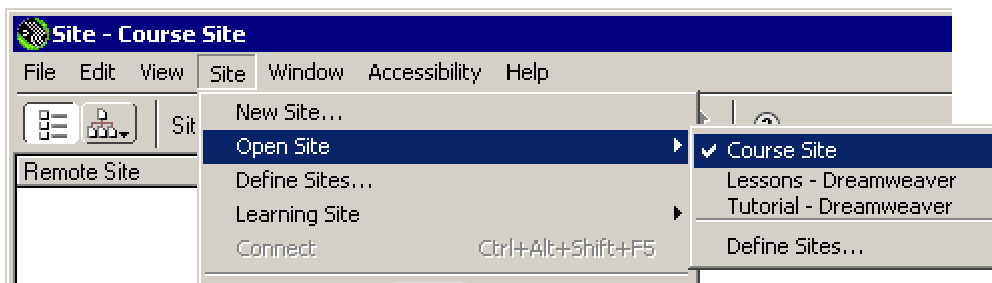 Site - Course Site
File Edit View Site Window Accessibility Help
Sit
New Site...
Open Site
Course Site
Remote Site
Define Sites...
Lessons - Dreamweaver
Learning Site
Tutorial - Dreamweaver
Connect Ctrl+Alt+Shift+F5
Define Sites...